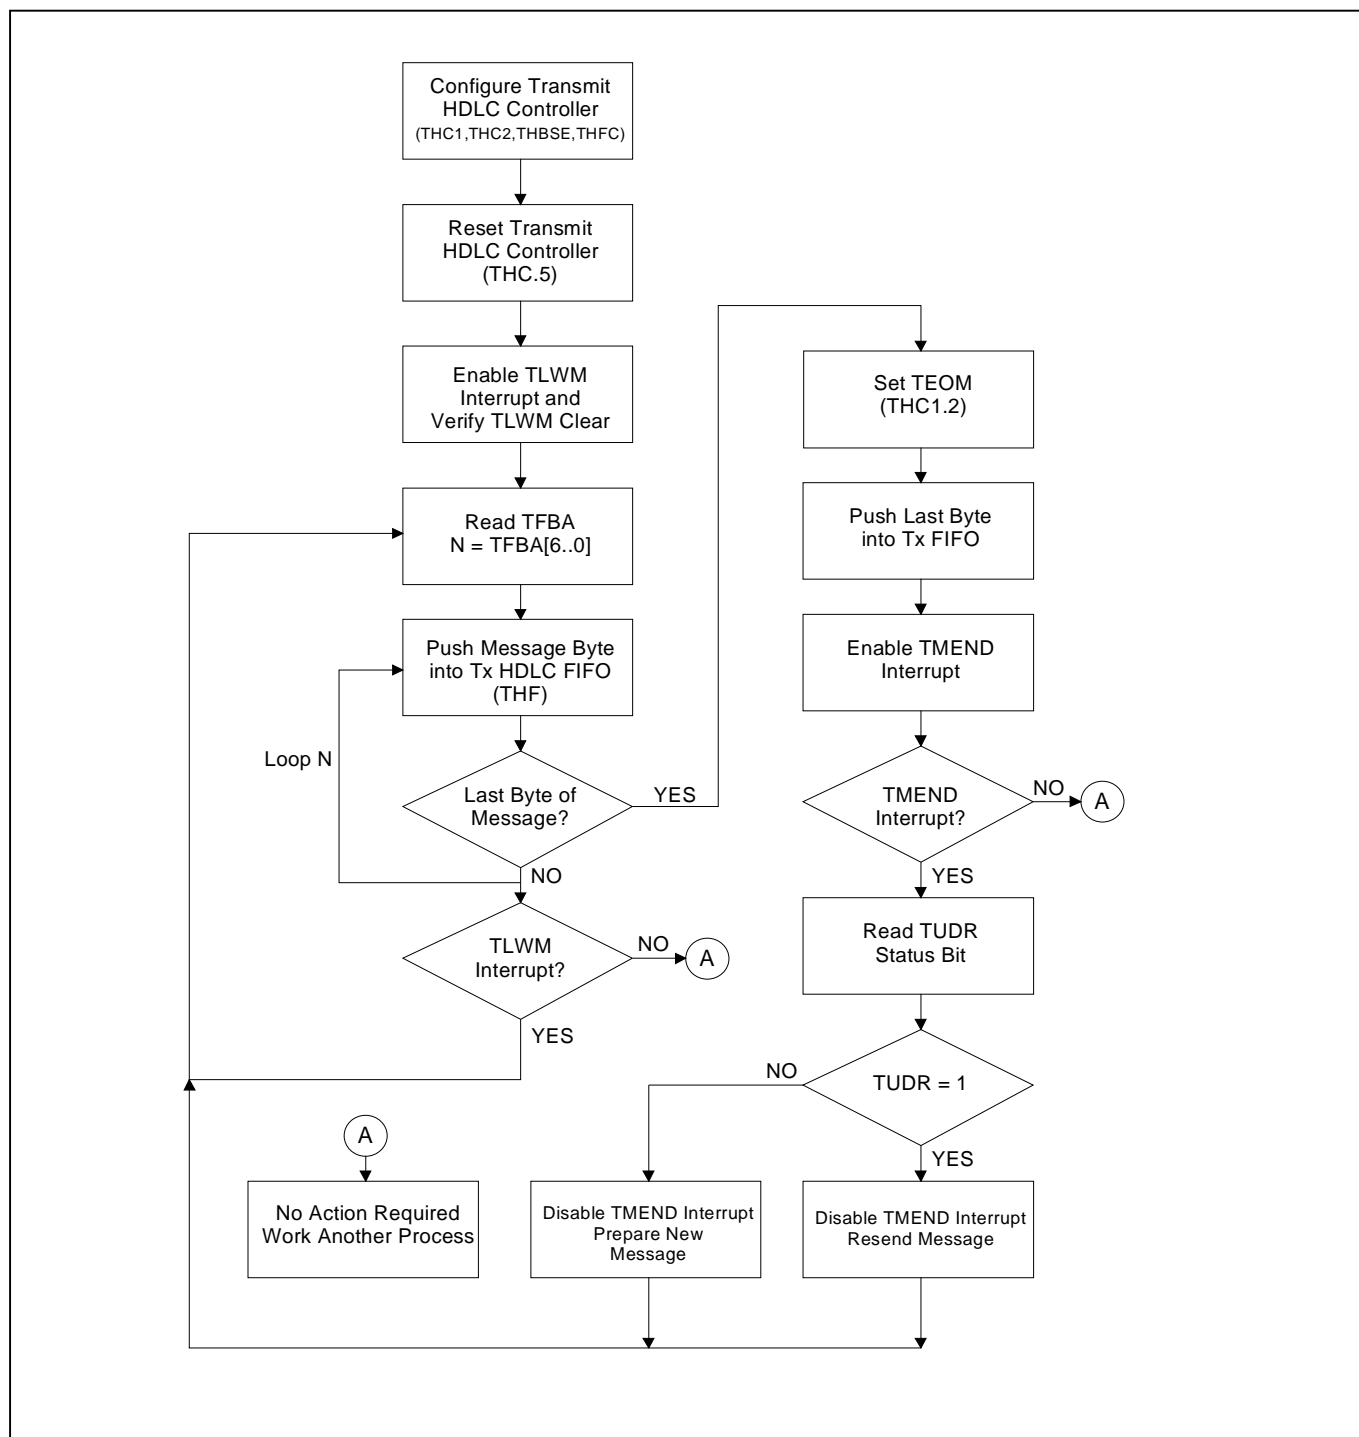 Configure Transmit
HDLC Controller
(THC1,THC2,THBSE,THFC)
Reset Transmit
HDLC Controller
(THC.5)
Enable TLWM
Interrupt and
Verify TLWM Clear
Read TFBA
N = TFBA[6..0]
Push Message Byte
into Tx HDLC FIFO
(THF)
Loop N
Last Byte of
Message?
YES
NO
TLWM
Interrupt?
NO
A
YES
Set TEOM
(THC1.2)
Push Last Byte
into Tx FIFO
Enable TMEND
Interrupt
TMEND
Interrupt?
NO
A
YES
Read TUDR
Status Bit
TUDR = 1
NO
YES
A
No Action Required
Work Another Process
Disable TMEND Interrupt
Prepare New
Message
Disable TMEND Interrupt
Resend Message